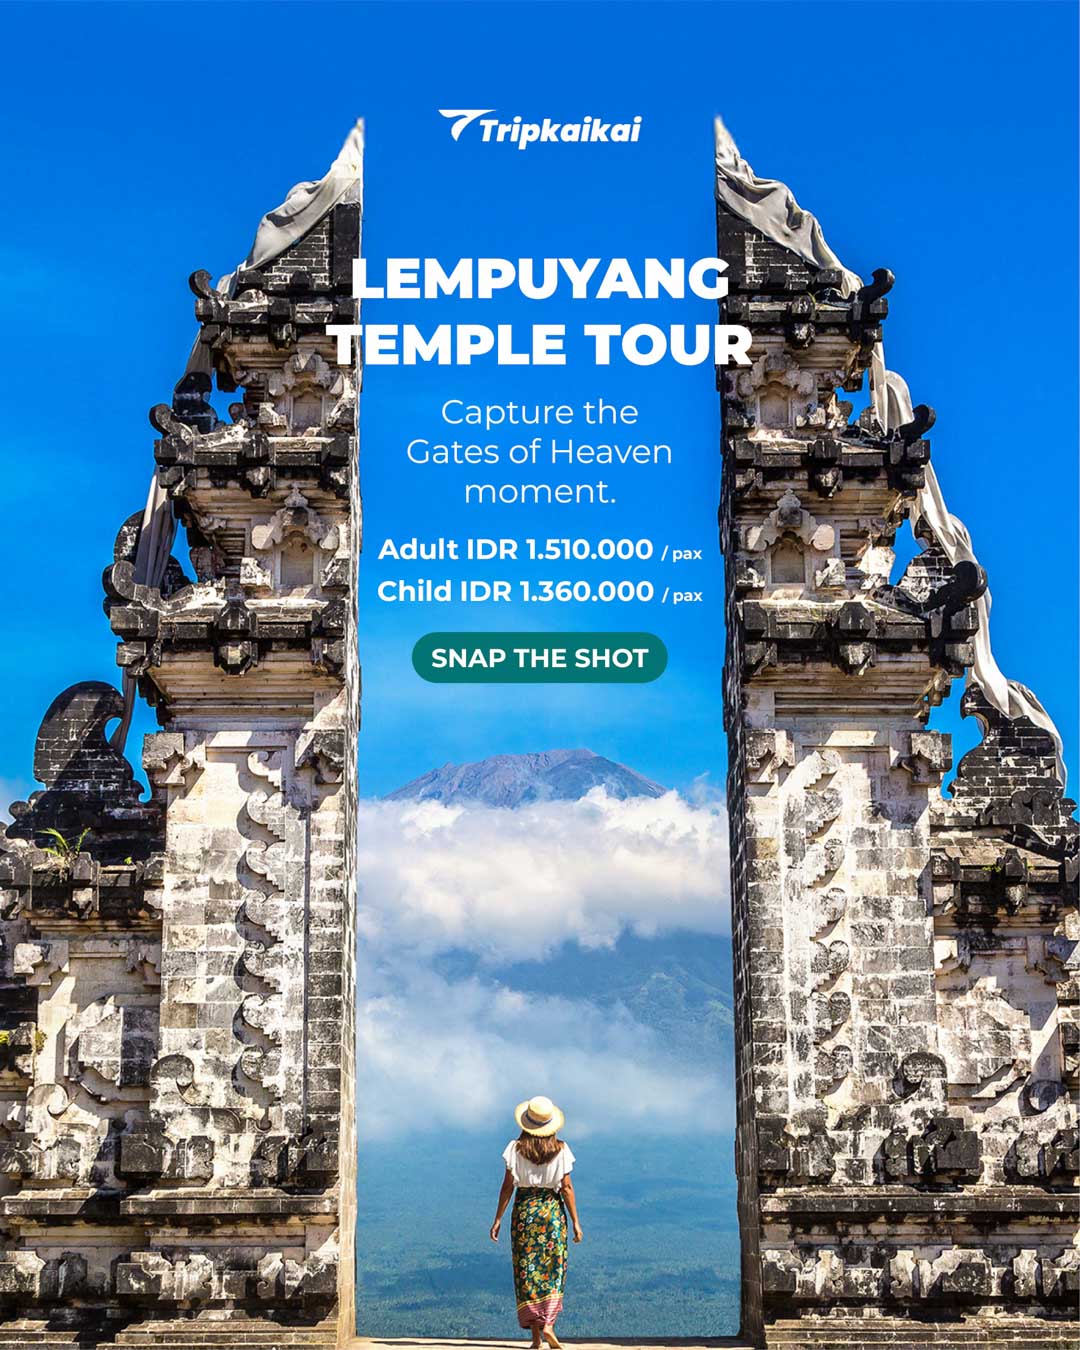 Tripkaikai
LEMPUYANG
TEMPLE TOUR
Capture the
Gates of Heaven
moment.
Adult IDR 1.510.000 / pax
Child IDR 1.360.000 / pax
SNAP THE SHOT